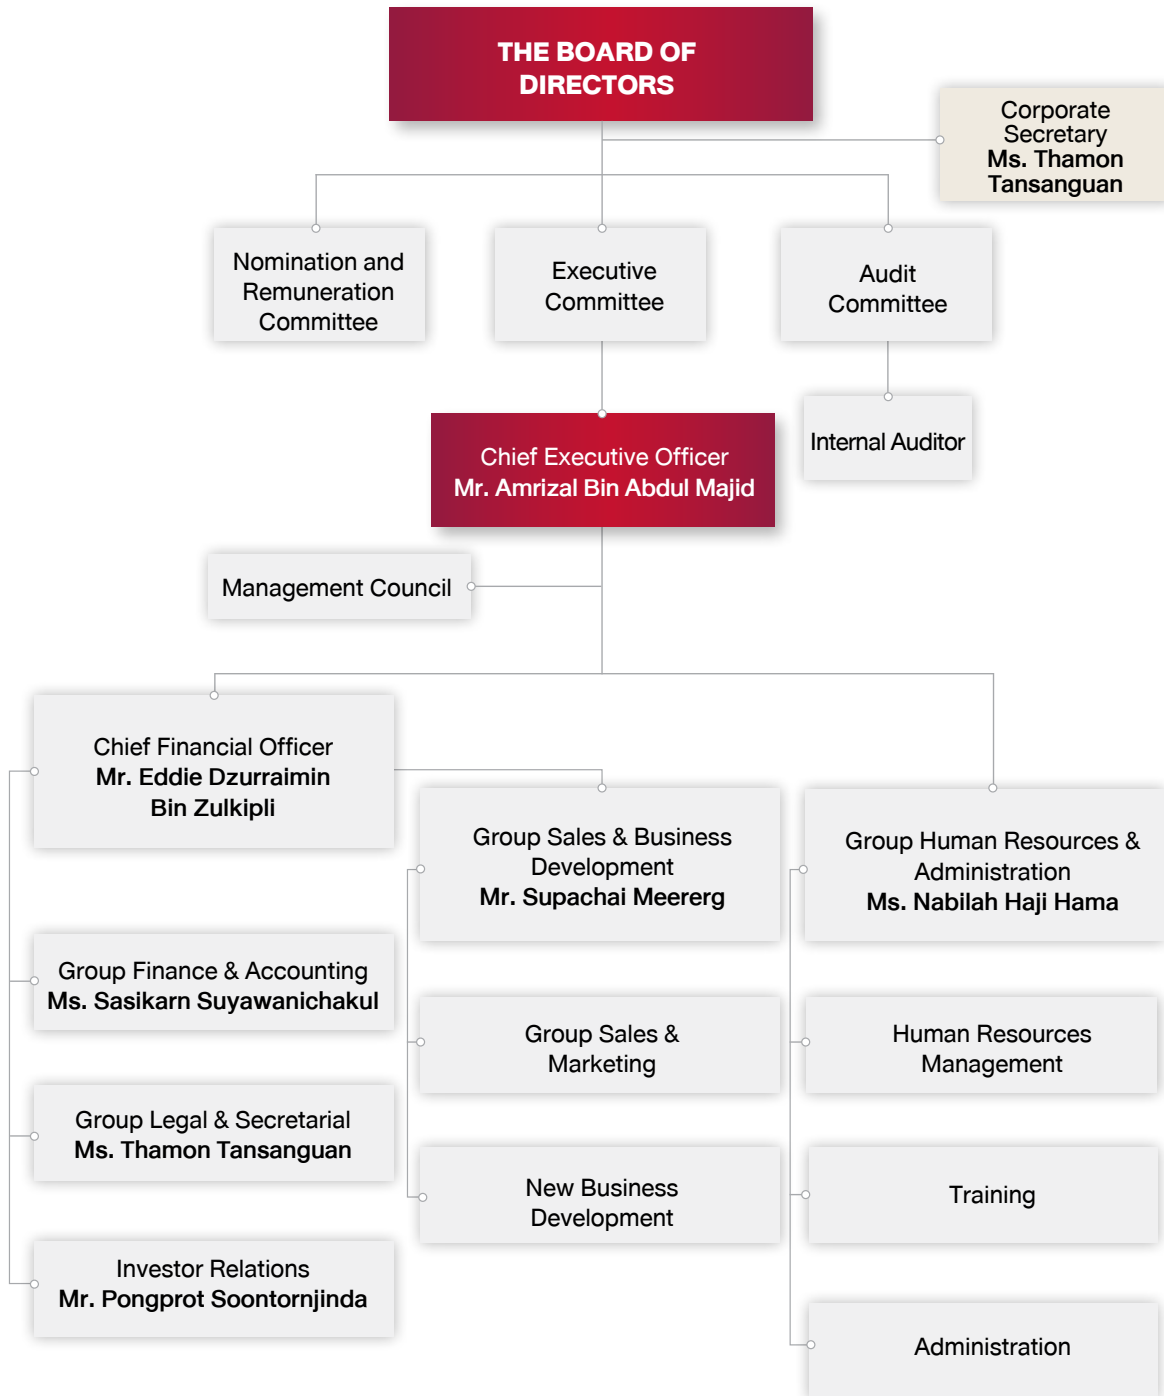 THE BOARD OF
DIRECTORS
Corporate
Secretary
Ms. Thamon
Tansanguan
Nomination and
Remuneration
Committee
Executive
Committee
Audit
Committee
Internal Auditor
Chief Executive Officer
Mr. Amrizal Bin Abdul Majid
Management Council
Chief Financial Officer
Mr. Eddie Dzurraimin
Bin Zulkipli
Group Sales & Business
Development
Mr. Supachai Meererg
Group Human Resources &
Administration
Ms. Nabilah Haji Hama
Group Finance & Accounting
Ms. Sasikarn Suyawanichakul
Group Sales &
Marketing
Human Resources
Management
Group Legal & Secretarial
Ms. Thamon Tansanguan
New Business
Development
Training
Investor Relations
Mr. Pongprot Soontornjinda
Administration